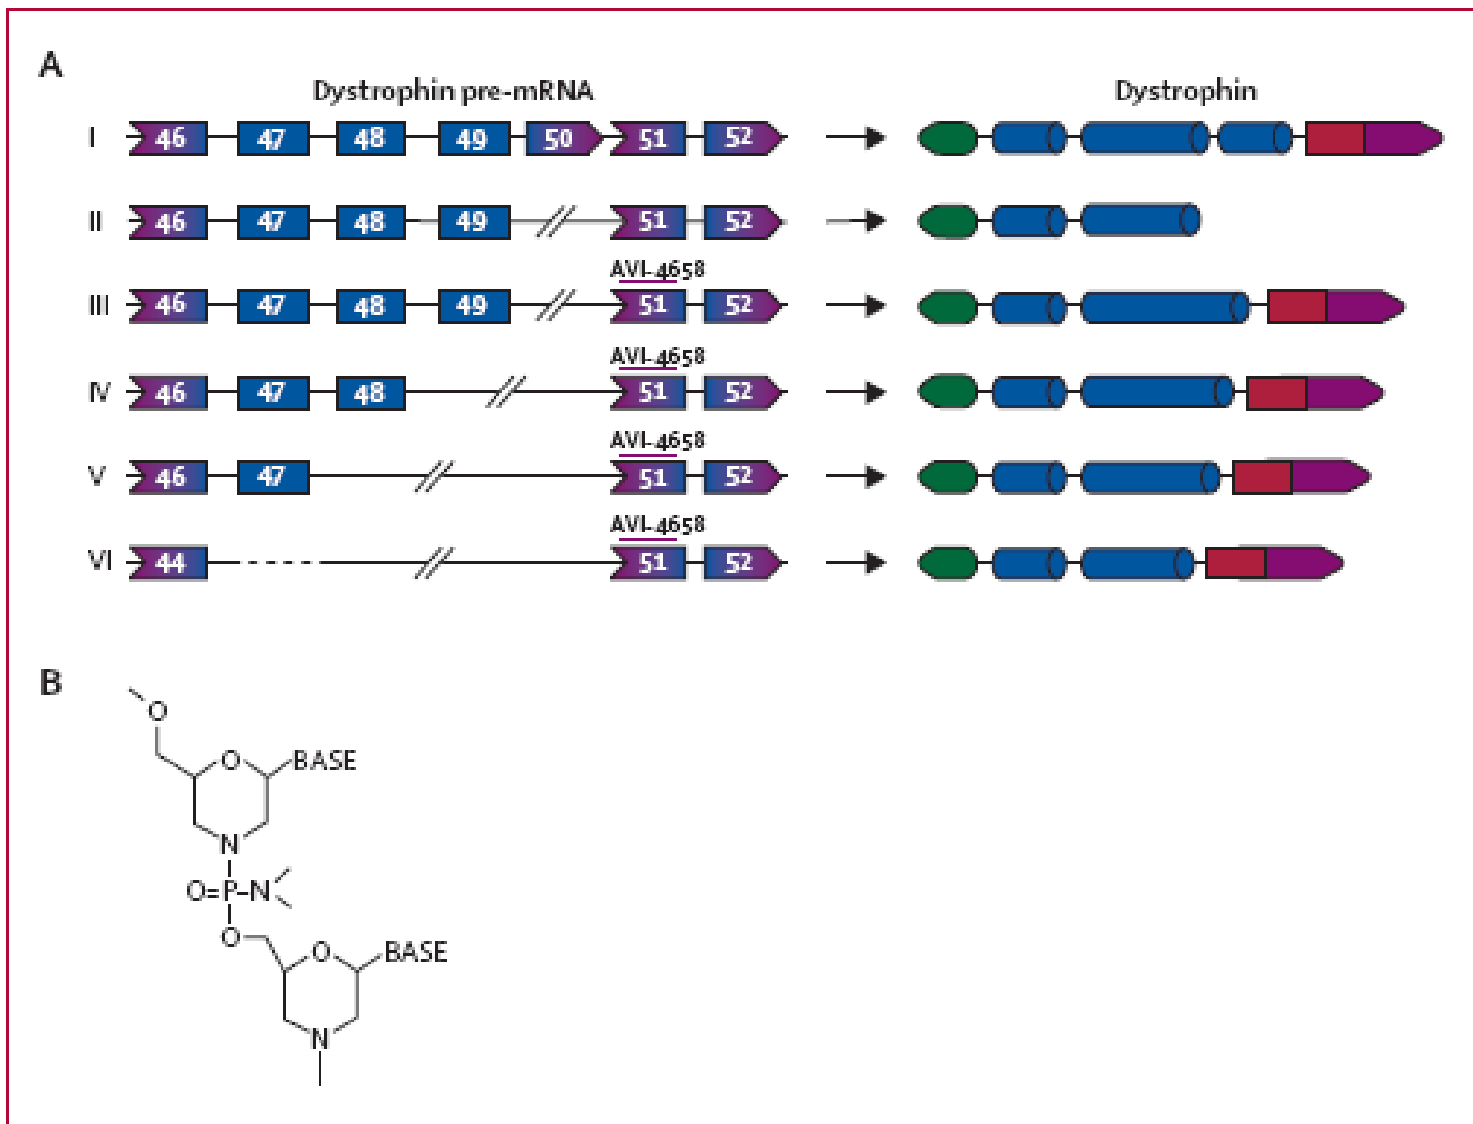 A
Dystrophin pre-mRNA
Dystrophin
I 46 47 48 49 50 51 52
II 46 47 48 49 51 52
AVI-4658
III 46 47 48 49 51 52
AVI-4658
IV 46 47 48 51 52
AVI-4658
V 46 47 51 52
AVI-4658
VI 44 51 52
B
O
O BASE
N
O=P-N
O
O BASE
N